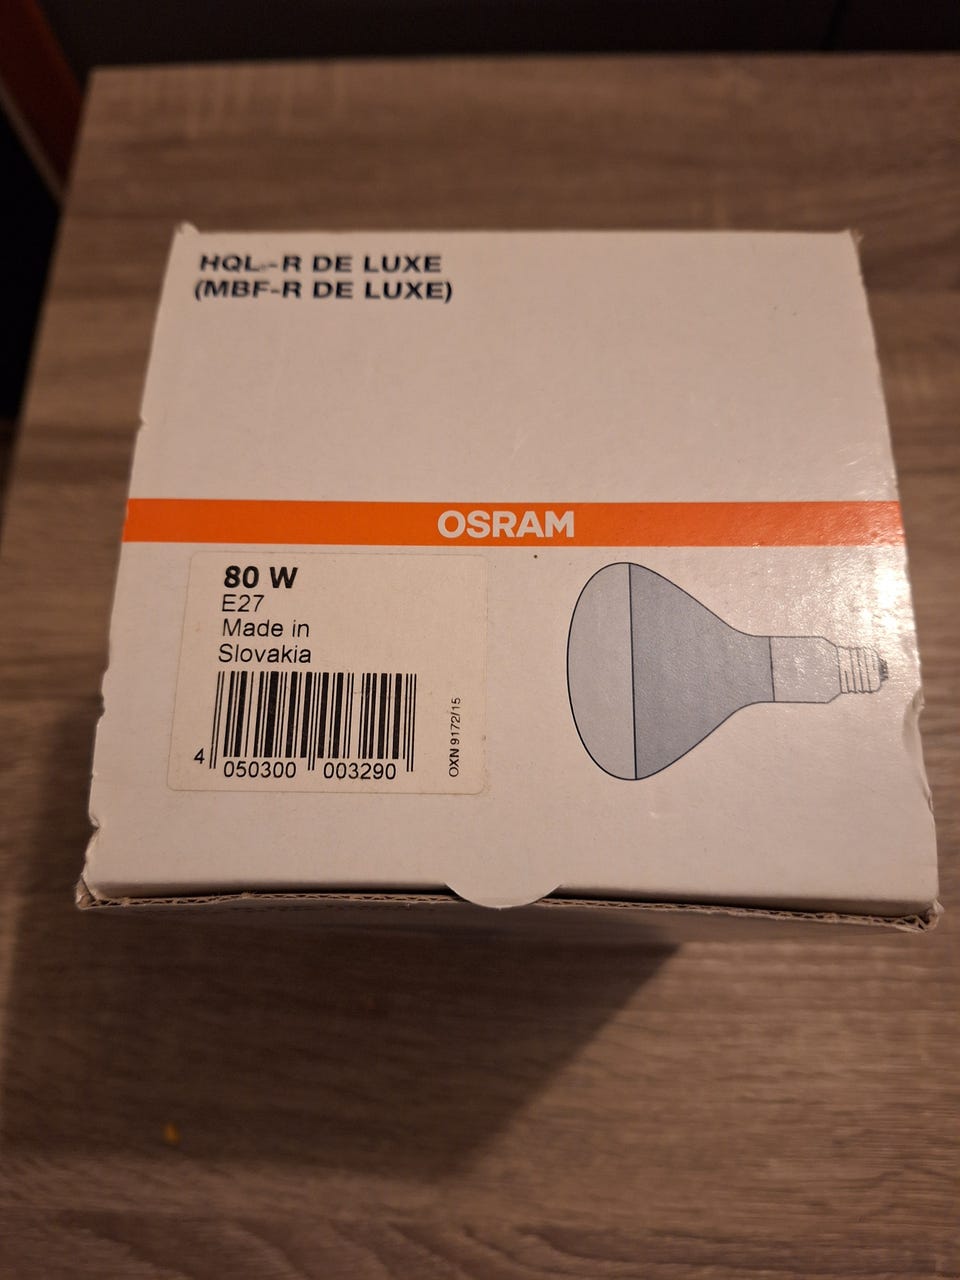 HQL-R DE LUXE
(MBF-R DE LUXE)
OSRAM
80 W
E27
Made in
Slovakia
4 050300 003290
OXN 9172/15